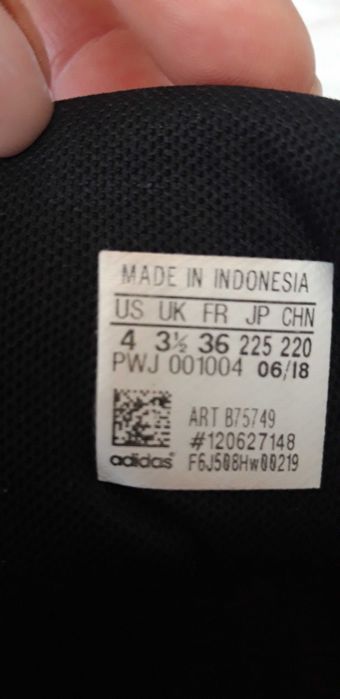 MADE IN INDONESIA
US UK FR JP CHN
4 3½ 36 225 220
PWJ 001004 06/18
ART B75749
#120627148
adidas F6J508Hw00219